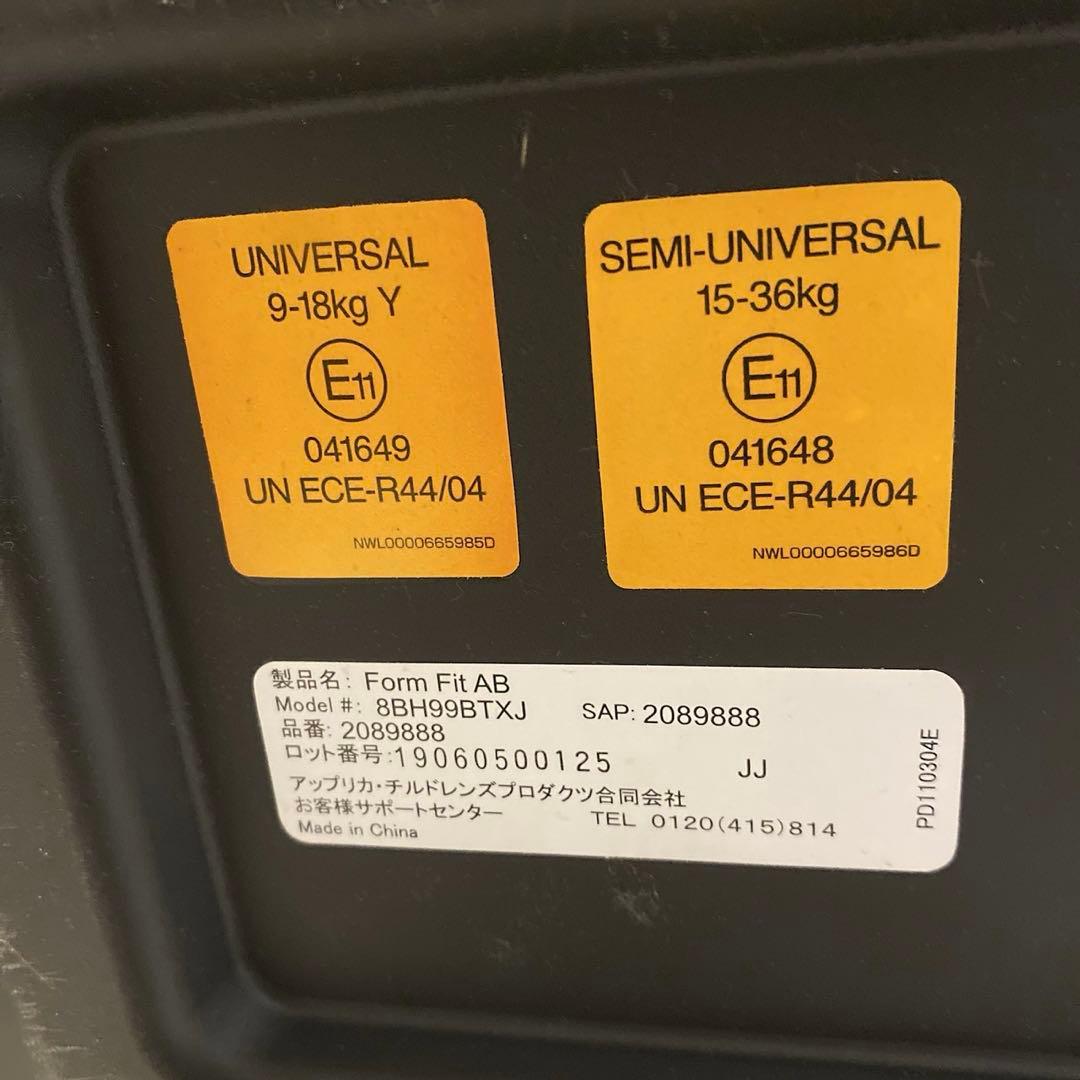 UNIVERSAL
9-18kg Y
E11
041649
UN ECE-R44/04
NWL0000665985D
SEMI-UNIVERSAL
15-36kg
E11
041648
UN ECE-R44/04
NWL0000665986D
製品名: Form Fit AB
Model #: 8BH99BTXJ SAP: 2089888
品番: 2089888
ロット番号:19060500125 JJ
アップリカ・チルドレンズプロダクツ合同会社
お客様サポートセンター TEL 0120(415)814
Made in China
PD110304E